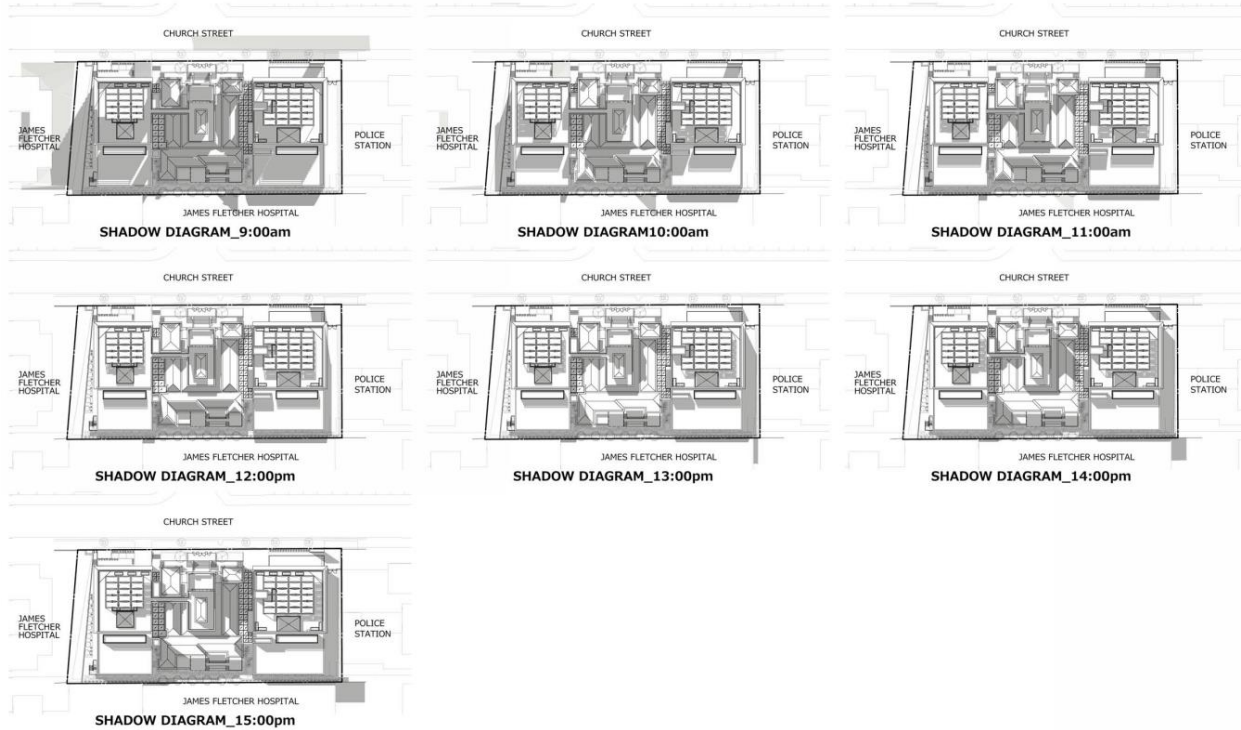 CHURCH STREET
JAMES
FLETCHER
HOSPITAL
POLICE
STATION
JAMES FLETCHER HOSPITAL
SHADOW DIAGRAM_9:00am
CHURCH STREET
JAMES
FLETCHER
HOSPITAL
POLICE
STATION
JAMES FLETCHER HOSPITAL
SHADOW DIAGRAM10:00am
CHURCH STREET
JAMES
FLETCHER
HOSPITAL
POLICE
STATION
JAMES FLETCHER HOSPITAL
SHADOW DIAGRAM_11:00am
CHURCH STREET
JAMES
FLETCHER
HOSPITAL
POLICE
STATION
JAMES FLETCHER HOSPITAL
SHADOW DIAGRAM_12:00pm
CHURCH STREET
JAMES
FLETCHER
HOSPITAL
POLICE
STATION
JAMES FLETCHER HOSPITAL
SHADOW DIAGRAM_13:00pm
CHURCH STREET
JAMES
FLETCHER
HOSPITAL
POLICE
STATION
JAMES FLETCHER HOSPITAL
SHADOW DIAGRAM_14:00pm
CHURCH STREET
JAMES
FLETCHER
HOSPITAL
POLICE
STATION
JAMES FLETCHER HOSPITAL
SHADOW DIAGRAM_15:00pm